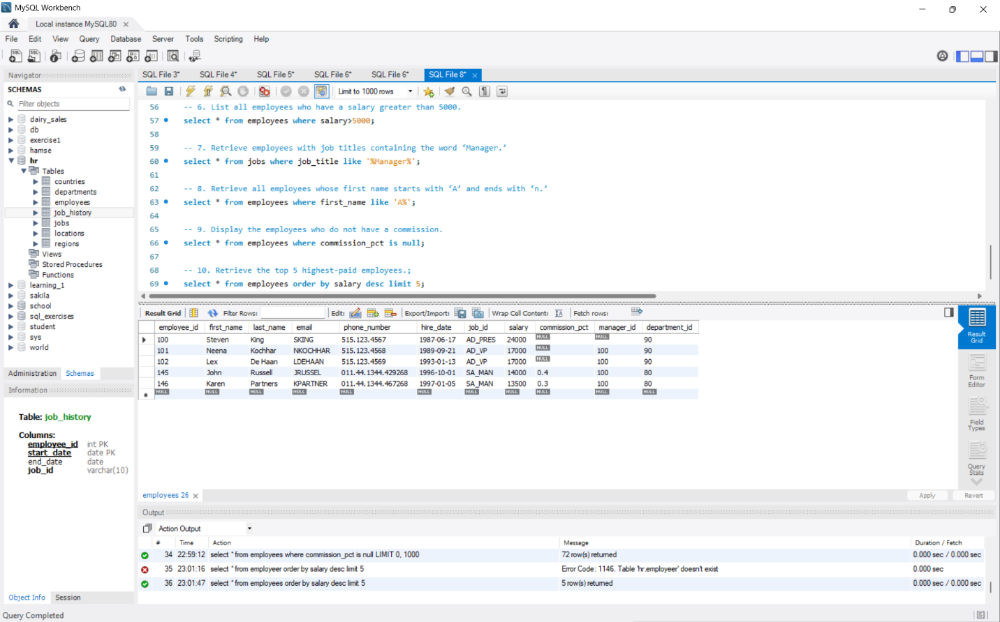 MySQL Workbench
Local instance MySQL80
File Edit View Query Database Server Tools Scripting Help
Navigator
SCHEMAS
Filter objects
dairy_sales
db
exercise1
hamse
hr
Tables
countries
departments
employees
job_history
jobs
locations
regions
Views
Stored Procedures
Functions
learning_1
sakila
school
sql_exercises
student
sys
world
Administration Schemas
Information
Table: job_history
Columns:
employee_id int PK
start_date date PK
end_date date
job_id varchar(10)
Object Info Session
SQL File 3* SQL File 4* SQL File 5* SQL File 6* SQL File 6* SQL File 8*
Limit to 1000 rows
56 -- 6. List all employees who have a salary greater than 5000.
57 select * from employees where salary>5000;
58
59 -- 7. Retrieve employees with job titles containing the word ‘Manager.’
60 select * from jobs where job_title like '%Manager%';
61
62 -- 8. Retrieve all employees whose first name starts with ‘A’ and ends with ‘n.’
63 select * from employees where first_name like 'A%';
64
65 -- 9. Display the employees who do not have a commission.
66 select * from employees where commission_pct is null;
67
68 -- 10. Retrieve the top 5 highest-paid employees.;
69 select * from employees order by salary desc limit 5;
Result Grid Filter Rows: Edit: Export/Import: Wrap Cell Content: Fetch rows:
employee_id first_name last_name email phone_number hire_date job_id salary commission_pct manager_id department_id
100 Steven King SKING 515.123.4567 1987-06-17 AD_PRES 24000 NULL NULL 90
101 Neena Kochhar NKOCHHAR 515.123.4568 1989-09-21 AD_VP 17000 NULL 100 90
102 Lex De Haan LDEHAAN 515.123.4569 1993-01-13 AD_VP 17000 NULL 100 90
145 John Russell JRUSSEL 011.44.1344.429268 1996-10-01 SA_MAN 14000 0.4 100 80
146 Karen Partners KPARTNER 011.44.1344.467268 1997-01-05 SA_MAN 13500 0.3 100 80
NULL NULL NULL NULL NULL NULL NULL NULL NULL NULL NULL
Result Grid
Form Editor
Field Types
Query Stats
employees 26
Apply Revert
Output
Action Output
# Time Action Message Duration / Fetch
34 22:59:12 select * from employees where commission_pct is null LIMIT 0, 1000 72 row(s) returned 0.000 sec / 0.000 sec
35 23:01:16 select * from employeer order by salary desc limit 5 Error Code: 1146. Table 'hr.employeer' doesn't exist 0.000 sec
36 23:01:47 select * from employees order by salary desc limit 5 5 row(s) returned 0.000 sec / 0.000 sec
Query Completed